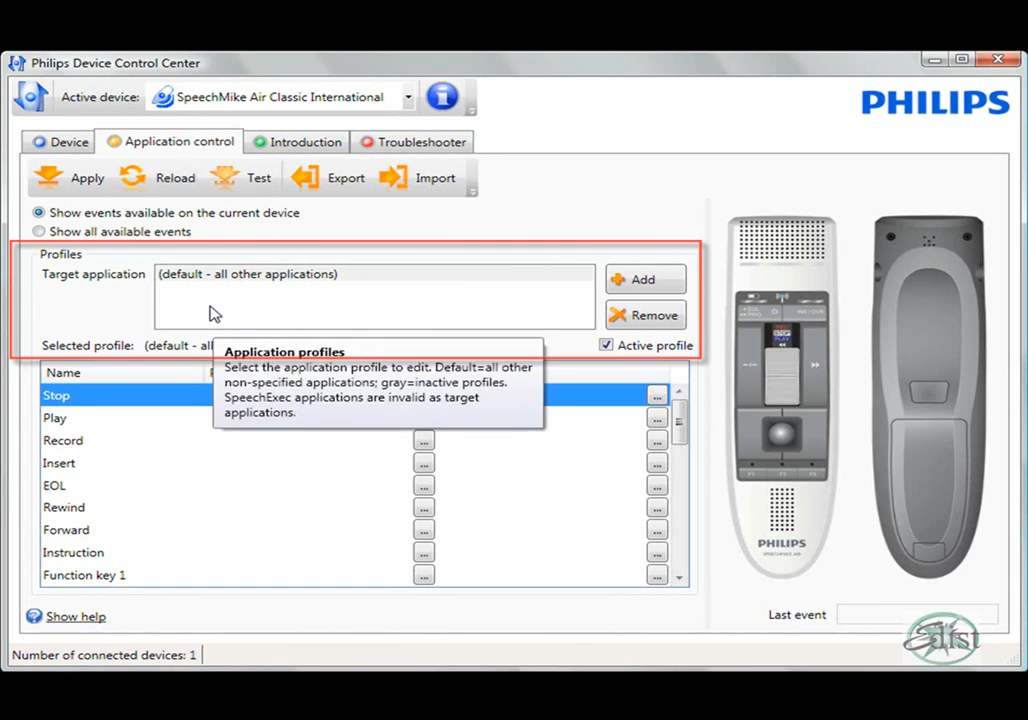 Philips Device Control Center
Active device: SpeechMike Air Classic International
PHILIPS
Device Application control Introduction Troubleshooter
Apply Reload Test Export Import
Show events available on the current device
Show all available events
Profiles
Target application (default - all other applications) Add
Remove
Selected profile: (default - all Active profile
Application profiles
Select the application profile to edit. Default=all other
non-specified applications; gray=inactive profiles.
SpeechExec applications are invalid as target
applications.
Name
Stop ...
Play ...
Record ... ...
Insert ... ...
EOL ... ...
Rewind ... ...
Forward ... ...
Instruction ... ...
Function key 1 ... ...
PHILIPS
SPEECHMIKE AIR
Show help
Last event
Edist
Number of connected devices: 1